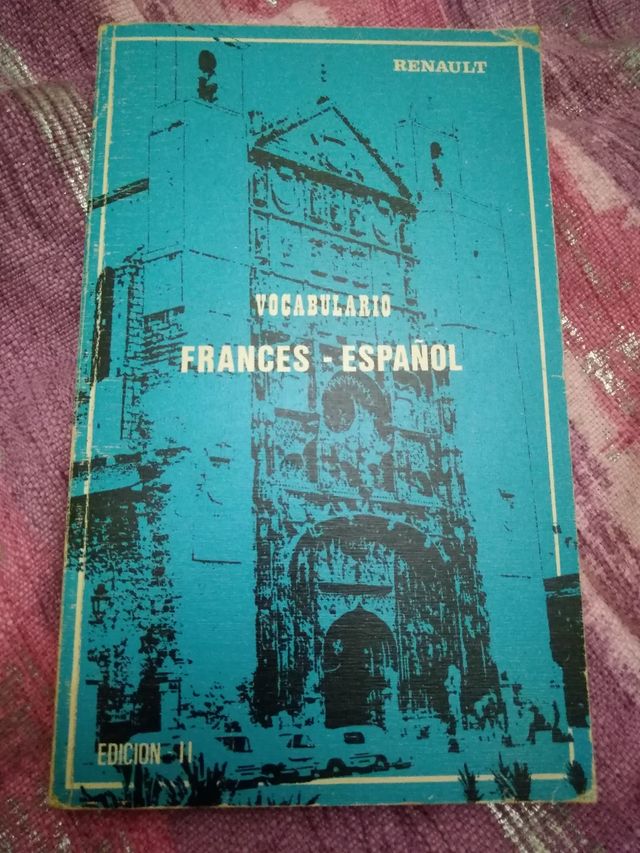 RENAULT
VOCABULARIO
FRANCES - ESPAÑOL
EDICION - II